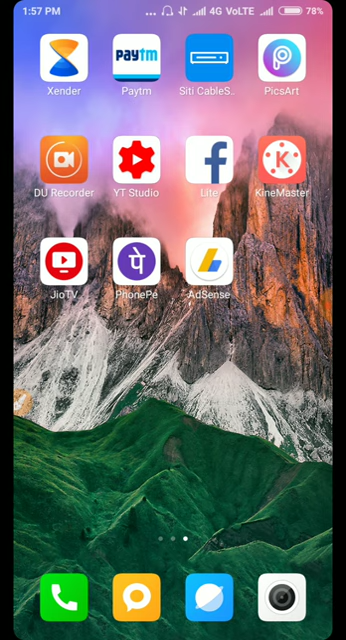 1:57 PM ... 4G VoLTE 78%
Xender Paytm Siti CableS.. PicsArt
DU Recorder YT Studio Lite KineMaster
JioTV PhonePe AdSense
paytm
K
पे